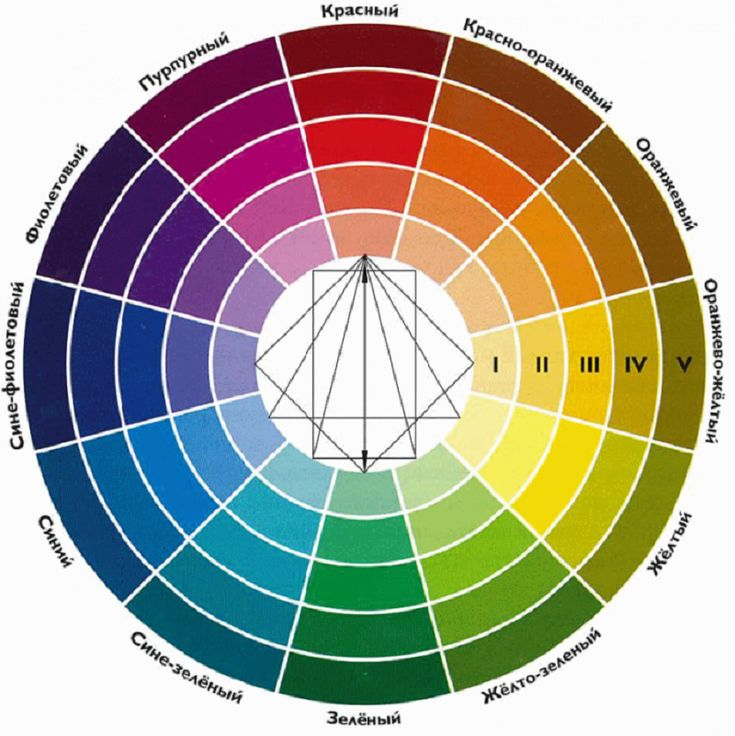 Красный
Красно-оранжевый
Оранжевый
Оранжево-жёлтый
Жёлтый
Жёлто-зеленый
Зелёный
Сине-зелёный
Синий
Сине-фиолетовый
Фиолетовый
Пурпурный
I II III IV V